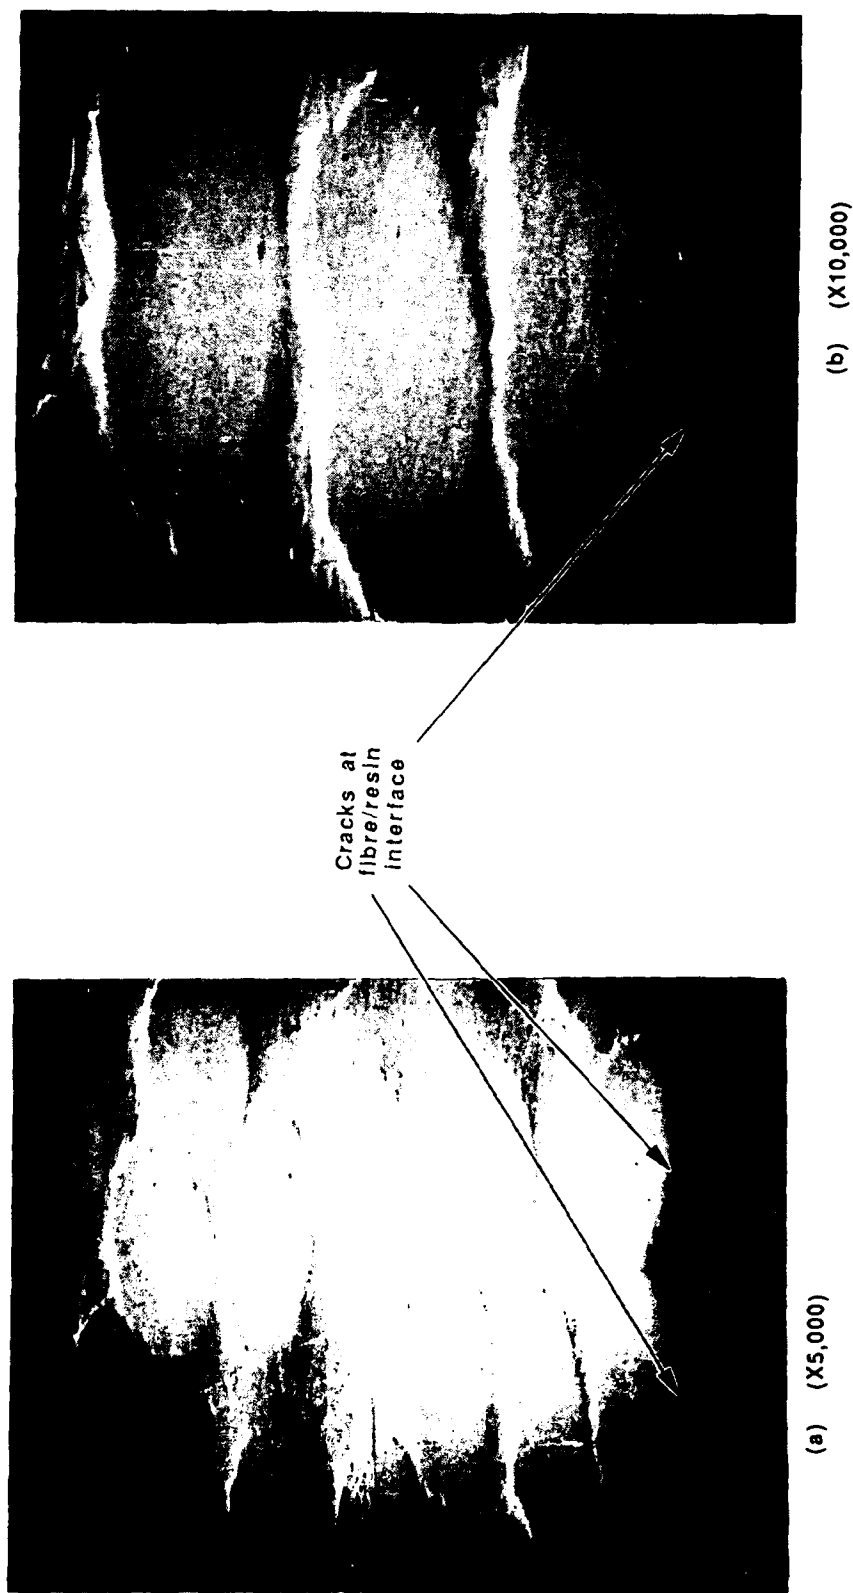 Cracks at
fibre/resin
interface
(a) (X5,000)
(b) (X10,000)